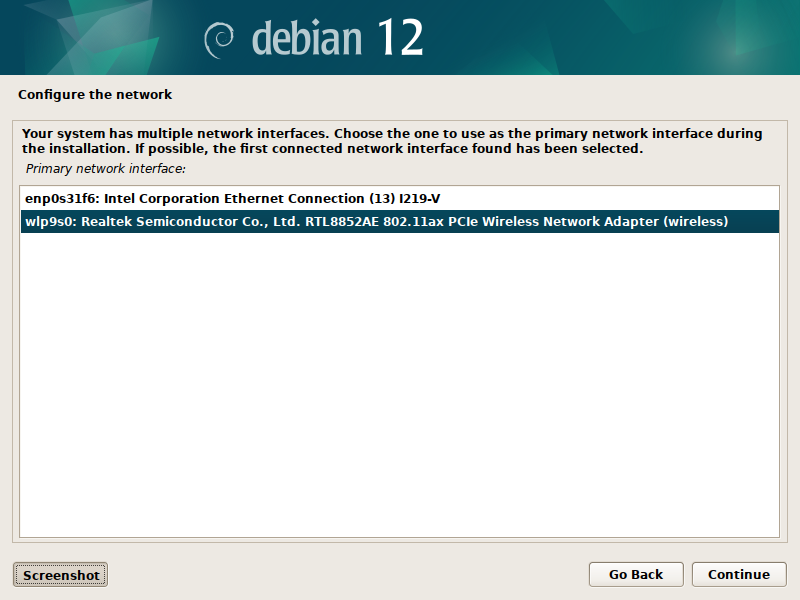 debian 12
Configure the network
Your system has multiple network interfaces. Choose the one to use as the primary network interface during
the installation. If possible, the first connected network interface found has been selected.
Primary network interface:
enp0s31f6: Intel Corporation Ethernet Connection (13) I219-V
wlp9s0: Realtek Semiconductor Co., Ltd. RTL8852AE 802.11ax PCIe Wireless Network Adapter (wireless)
Screenshot
Go Back
Continue